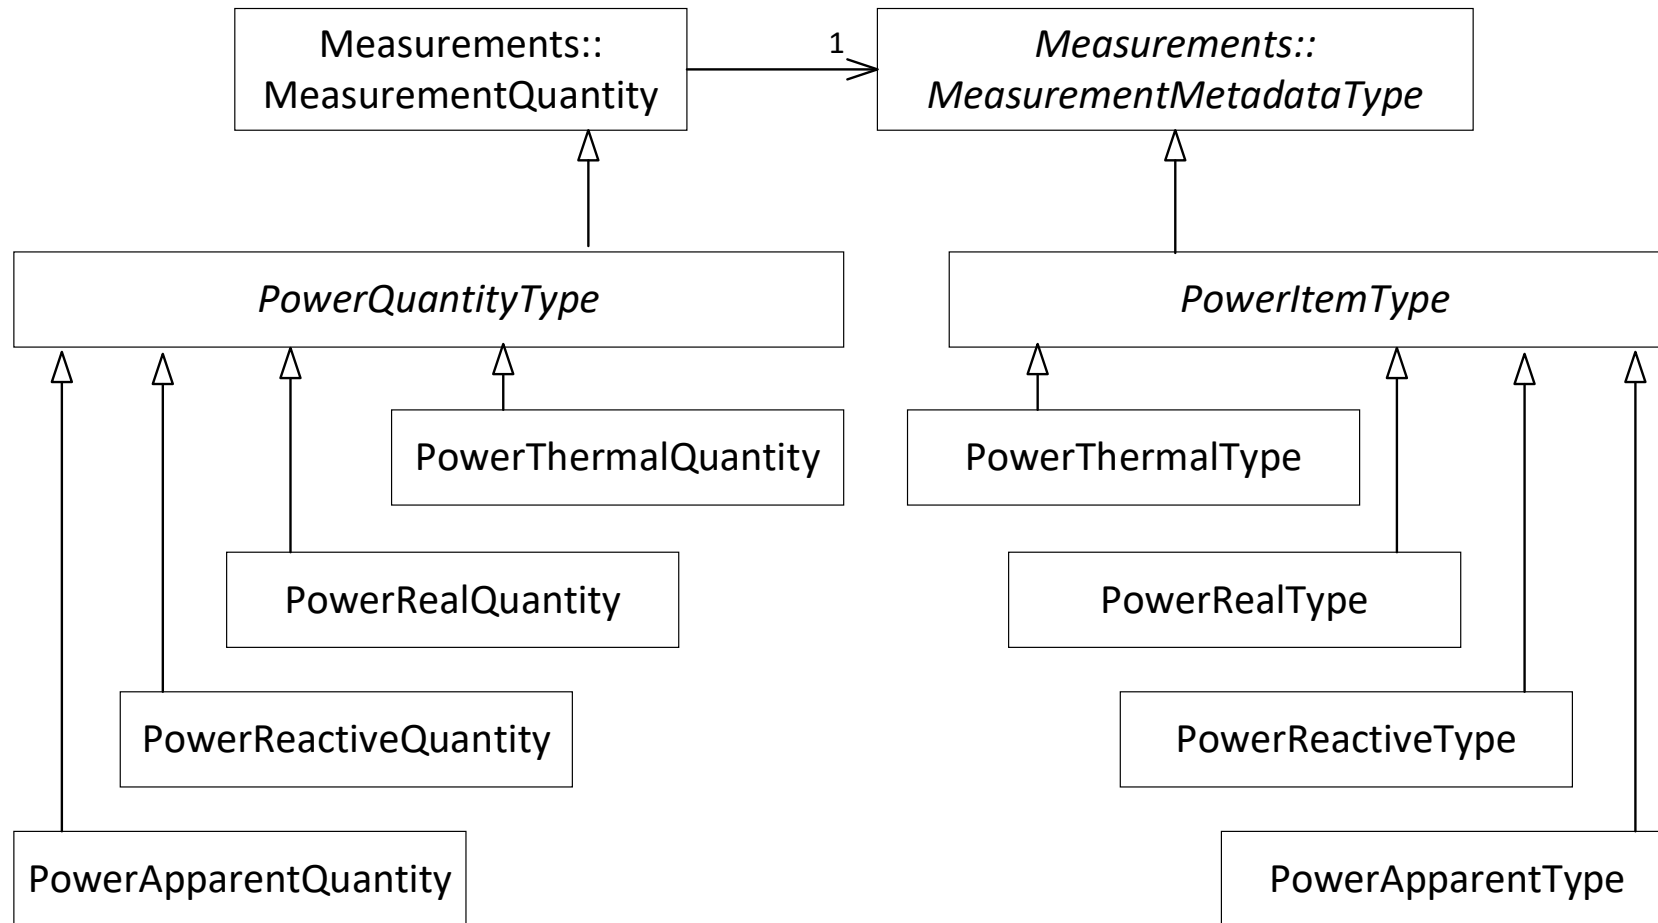 Measurements::
MeasurementQuantity
1
Measurements::
MeasurementMetadataType
PowerQuantityType
PowerItemType
PowerThermalQuantity
PowerThermalType
PowerRealQuantity
PowerRealType
PowerReactiveQuantity
PowerReactiveType
PowerApparentQuantity
PowerApparentType